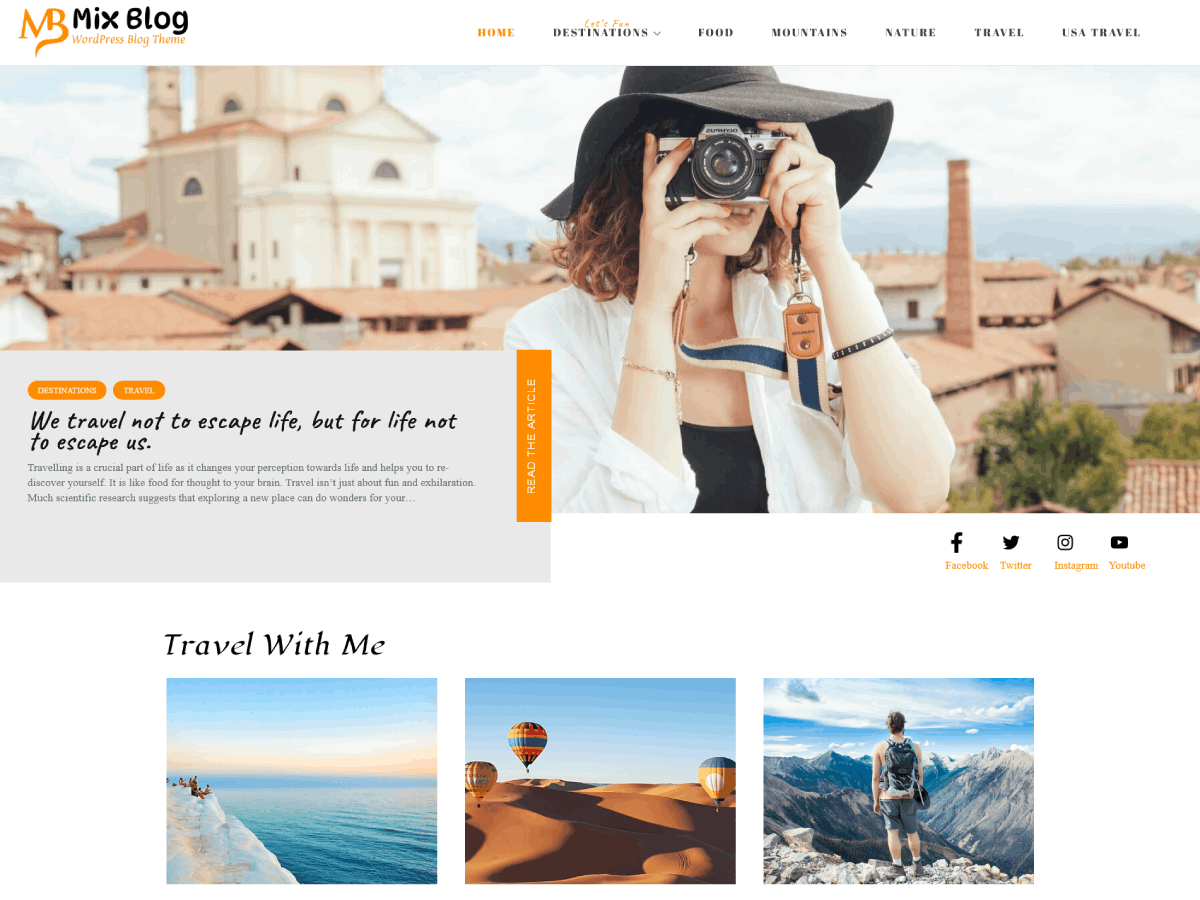 MB Mix Blog
WordPress Blog Theme
Let's Fun
HOME DESTINATIONS FOOD MOUNTAINS NATURE TRAVEL USA TRAVEL
OLYMPUS
DESTINATIONS TRAVEL
We travel not to escape life, but for life not
to escape us.
Travelling is a crucial part of life as it changes your perception towards life and helps you to re-
discover yourself. It is like food for thought to your brain. Travel isn't just about fun and exhilaration.
Much scientific research suggests that exploring a new place can do wonders for your…
READ THE ARTICLE
Facebook Twitter Instagram Youtube
Travel With Me